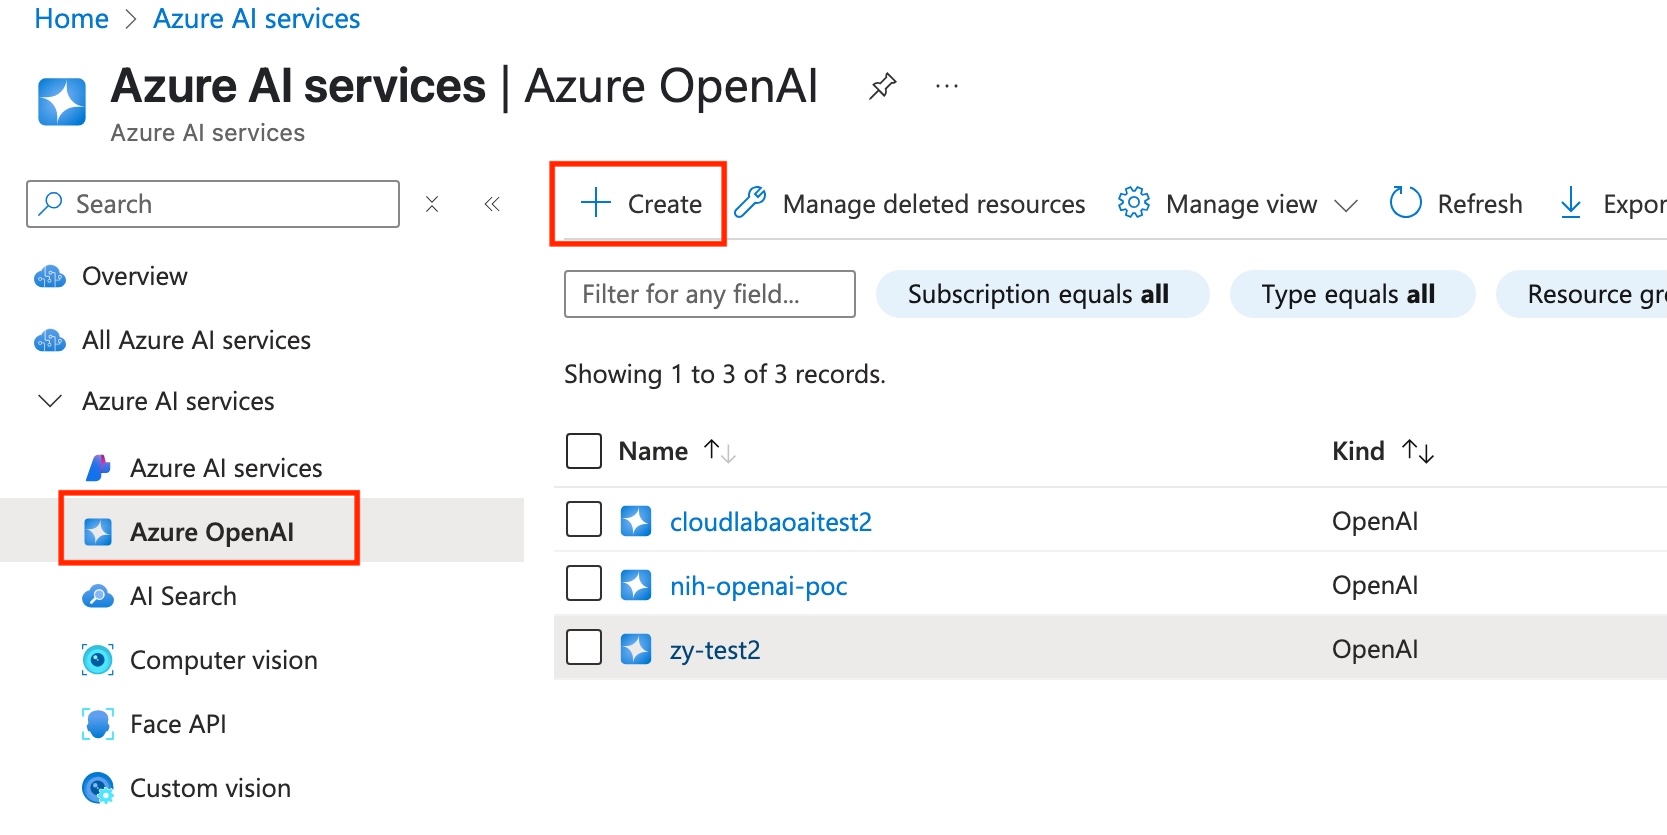 Home > Azure AI services
Azure AI services | Azure OpenAI
Azure AI services
Search
Overview
All Azure AI services
Azure AI services
Azure AI services
Azure OpenAI
AI Search
Computer vision
Face API
Custom vision
Create Manage deleted resources Manage view Refresh Expor
Filter for any field... Subscription equals all Type equals all Resource gr
Showing 1 to 3 of 3 records.
Name Kind
cloudlabaoaitest2 OpenAI
nih-openai-poc OpenAI
zy-test2 OpenAI